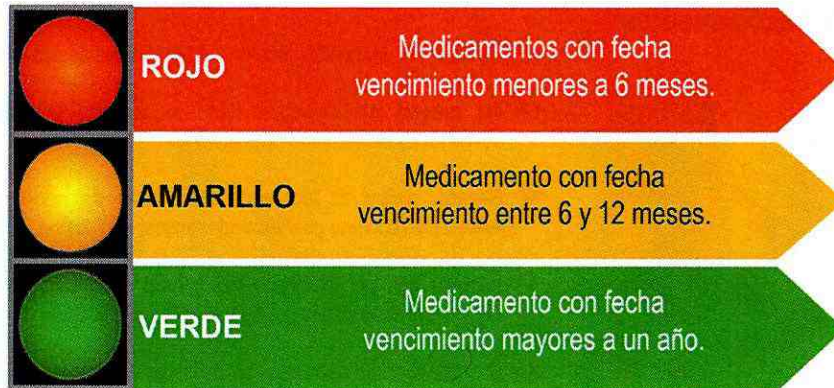 ROJO
Medicamentos con fecha
vencimiento menores a 6 meses.
AMARILLO
Medicamento con fecha
vencimiento entre 6 y 12 meses.
VERDE
Medicamento con fecha
vencimiento mayores a un año.